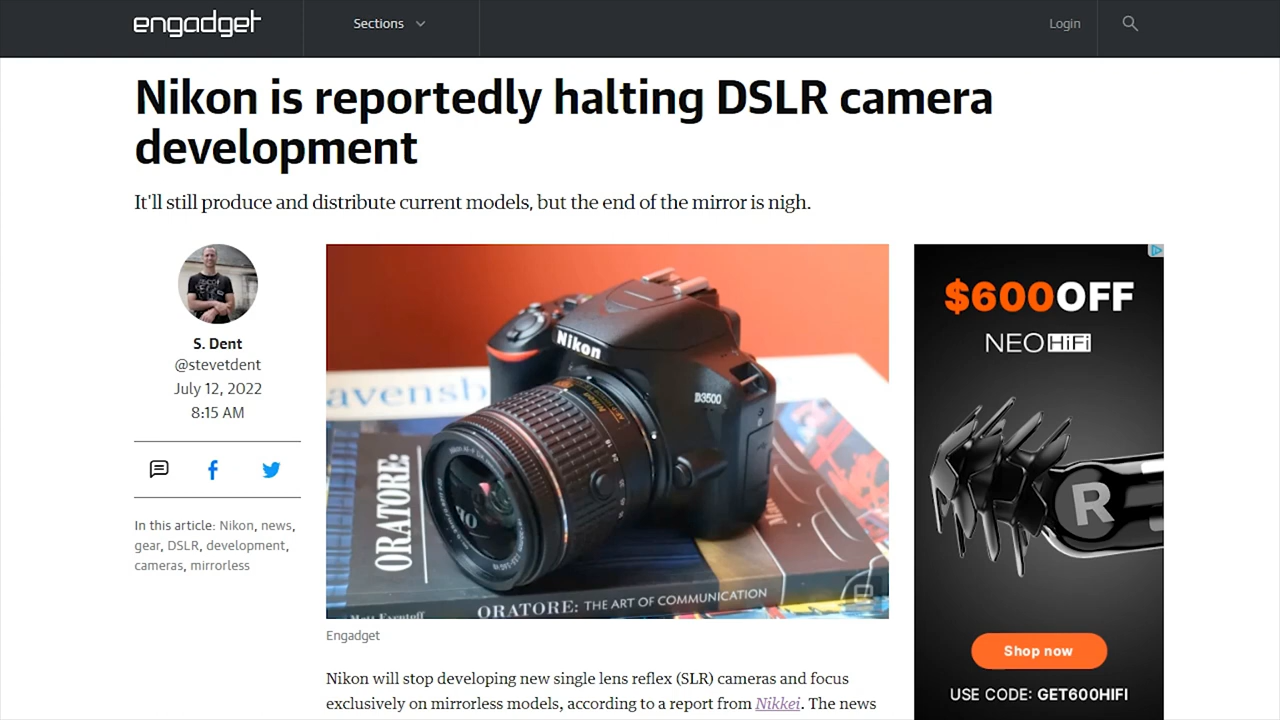 engadget
Sections
Login
Nikon is reportedly halting DSLR camera
development
It'll still produce and distribute current models, but the end of the mirror is nigh.
S. Dent
@stevetdent
July 12, 2022
8:15 AM
In this article: Nikon, news,
gear, DSLR, development,
cameras, mirrorless
Nikon
D3500
Nikon
avensb
ORATORE:
ORATORE: THE ART OF COMMUNICATION
Engadget
Nikon will stop developing new single lens reflex (SLR) cameras and focus
exclusively on mirrorless models, according to a report from Nikkei. The news
$600OFF
NEO HiFi
R
Shop now
USE CODE: GET600HIFI